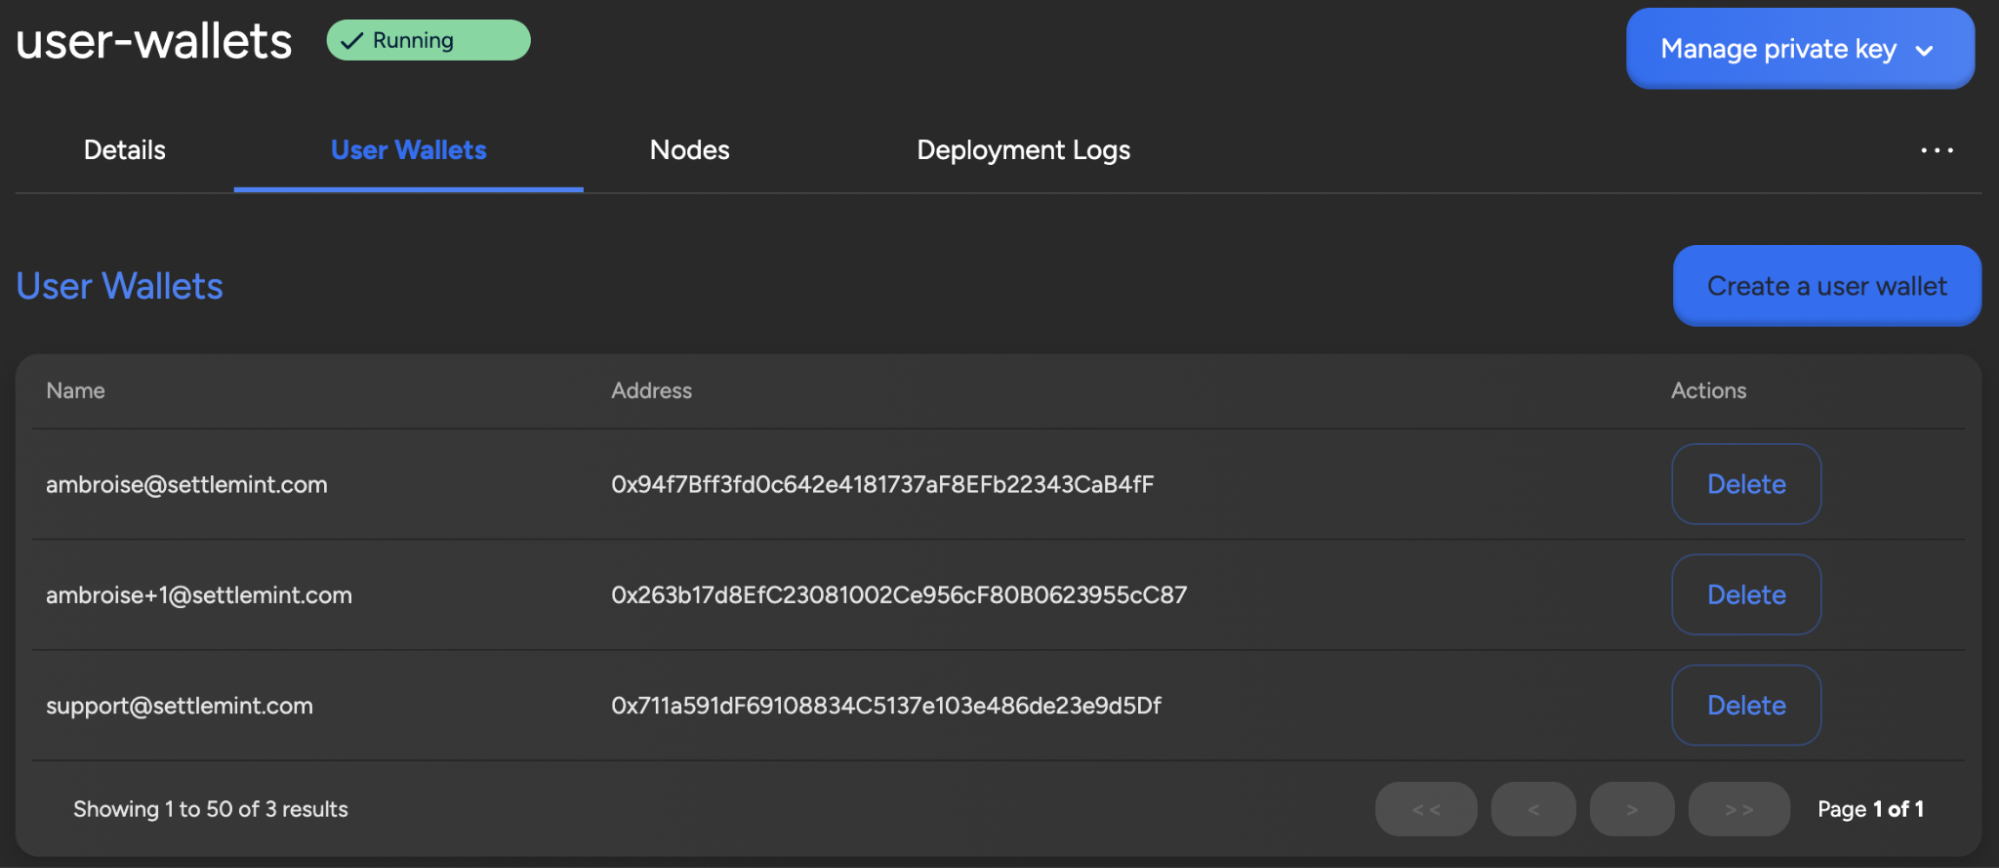 user-wallets
Running
Manage private key
Details
User Wallets
Nodes
Deployment Logs
...
User Wallets
Create a user wallet
Name Address Actions
ambroise@settlemint.com 0x94f7Bff3fd0c642e4181737aF8EFb22343CaB4fF Delete
ambroise+1@settlemint.com 0x263b17d8EfC23081002Ce956cF80B0623955cC87 Delete
support@settlemint.com 0x711a591dF69108834C5137e103e486de23e9d5Df Delete
Showing 1 to 50 of 3 results << < > >> Page 1 of 1